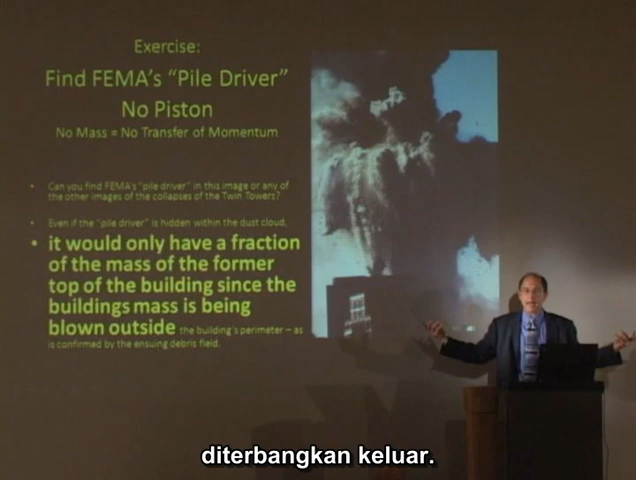 Exercise:
Find FEMA's "Pile Driver"
No Piston
No Mass = No Transfer of Momentum
• Can you find FEMA's "pile driver" in this image or any of
the other images of the collapses of the Twin Towers?
• Even if the "pile driver" is hidden within the dust cloud,
• it would only have a fraction
of the mass of the former
top of the building since the
buildings mass is being
blown outside the building's perimeter – as
is confirmed by the ensuing debris field.
diterbangkan keluar.